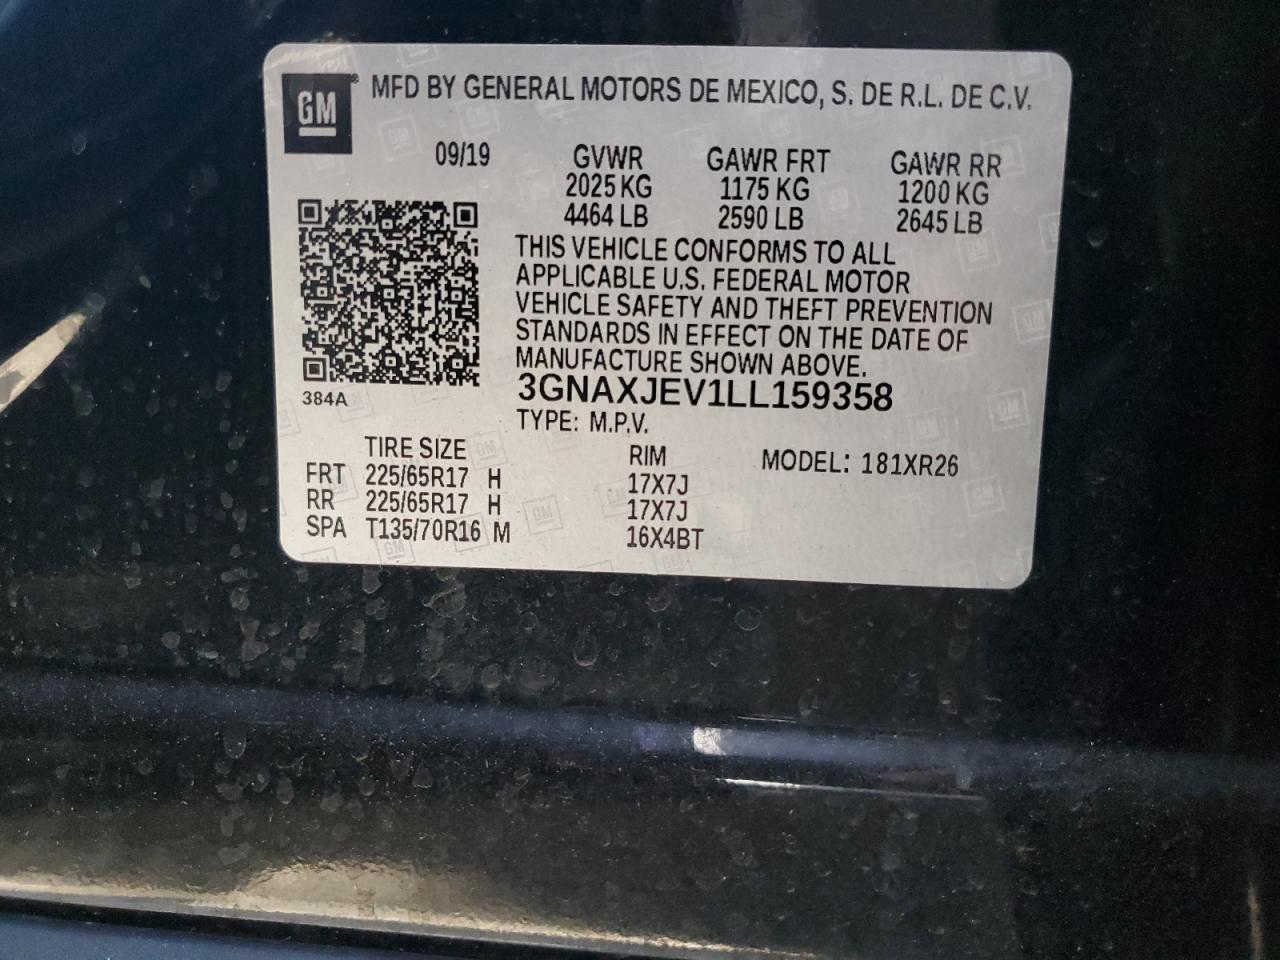 GM® MFD BY GENERAL MOTORS DE MEXICO, S. DE R.L. DE C.V.
09/19 GVWR GAWR FRT GAWR RR
2025 KG 1175 KG 1200 KG
4464 LB 2590 LB 2645 LB
THIS VEHICLE CONFORMS TO ALL
APPLICABLE U.S. FEDERAL MOTOR
VEHICLE SAFETY AND THEFT PREVENTION
STANDARDS IN EFFECT ON THE DATE OF
MANUFACTURE SHOWN ABOVE.
384A
3GNAXJEV1LL159358
TYPE: M.P.V.
TIRE SIZE RIM MODEL: 181XR26
FRT 225/65R17 H 17X7J
RR 225/65R17 H 17X7J
SPA T135/70R16 M 16X4BT